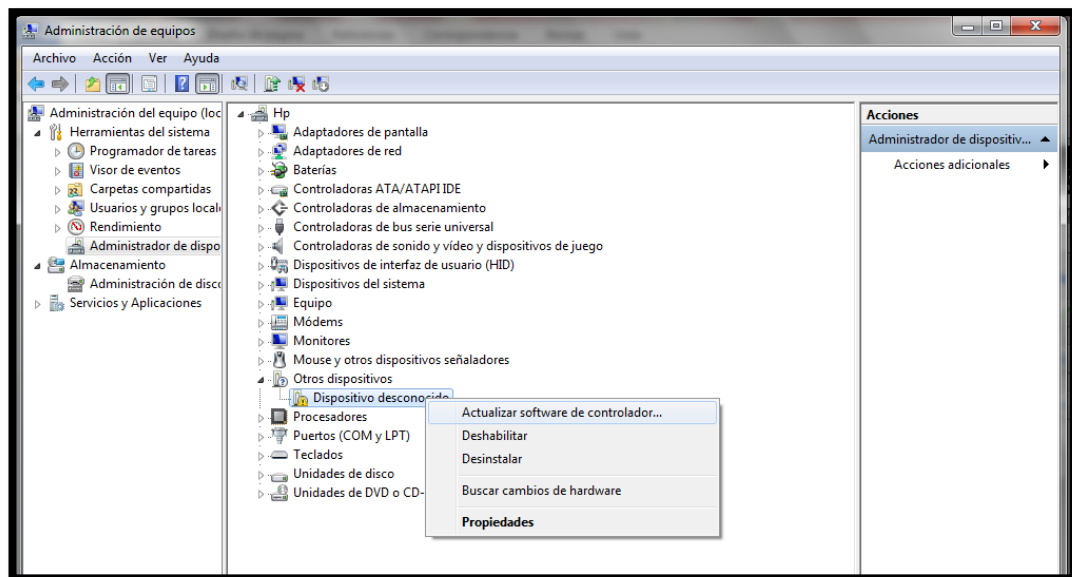 Administración de equipos
Archivo Acción Ver Ayuda
Administración del equipo (loc
Herramientas del sistema
Programador de tareas
Visor de eventos
Carpetas compartidas
Usuarios y grupos local
Rendimiento
Administrador de dispo
Almacenamiento
Administración de disc
Servicios y Aplicaciones
Hp
Adaptadores de pantalla
Adaptadores de red
Baterías
Controladoras ATA/ATAPI IDE
Controladoras de almacenamiento
Controladoras de bus serie universal
Controladoras de sonido y vídeo y dispositivos de juego
Dispositivos de interfaz de usuario (HID)
Dispositivos del sistema
Equipo
Módems
Monitores
Mouse y otros dispositivos señaladores
Otros dispositivos
Dispositivo desconocido
Procesadores
Puertos (COM y LPT)
Teclados
Unidades de disco
Unidades de DVD o CD-
Actualizar software de controlador...
Deshabilitar
Desinstalar
Buscar cambios de hardware
Propiedades
Acciones
Administrador de dispositiv...
Acciones adicionales